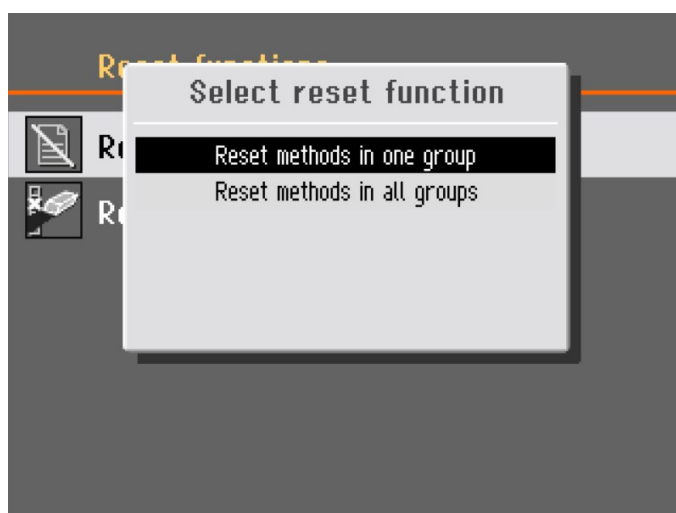 Select reset function
Reset methods in one group
Reset methods in all groups